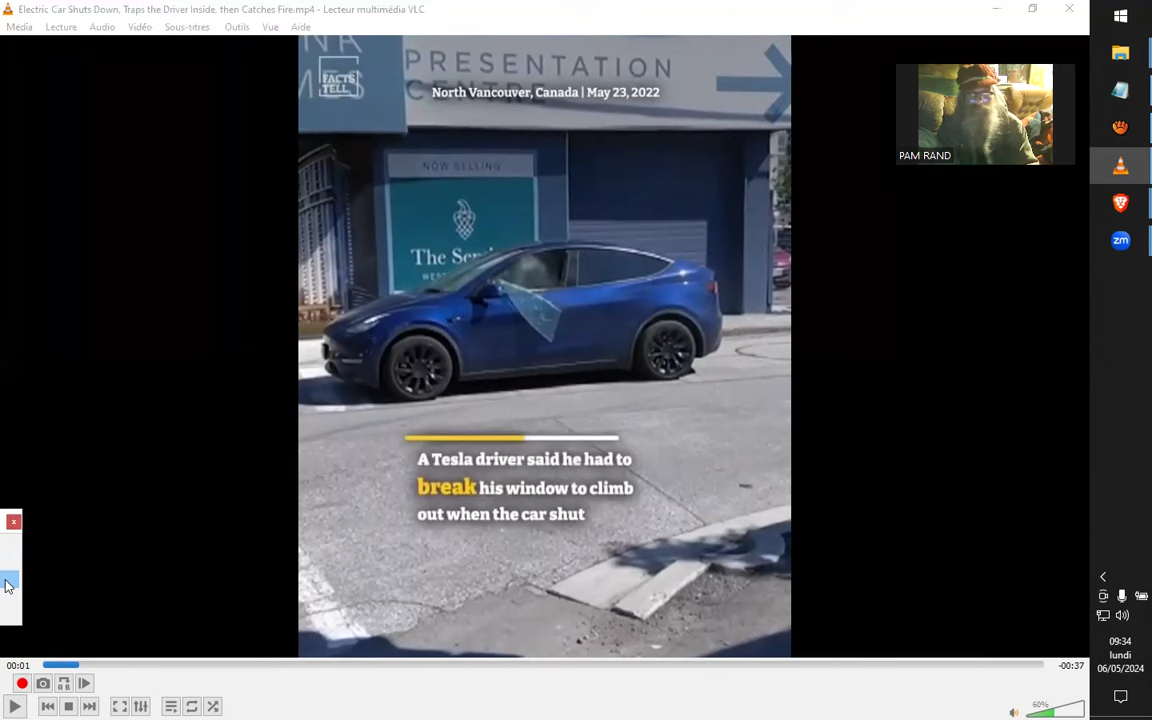 Electric Car Shuts Down, Traps the Driver Inside, then Catches Fire.mp4 - Lecteur multimédia VLC
Média Lecture Audio Vidéo Sous-titres Outils Vue Aide
FACTS
TELL
PRESENTATION
CENTRE
North Vancouver, Canada | May 23, 2022
PAM RAND
NOW SELLING
The
A Tesla driver said he had to
break his window to climb
out when the car shut
zm
00:01
-00:37
60%
09:34
lundi
06/05/2024